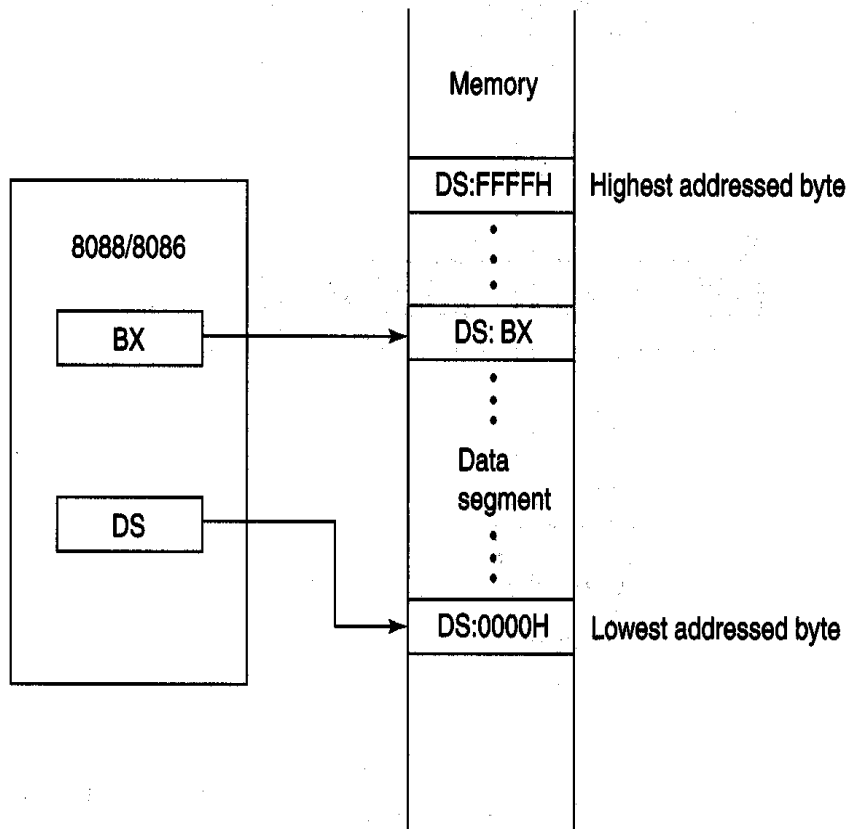 Memory
DS:FFFFH
Highest addressed byte
8088/8086
BX
DS: BX
Data
segment
DS
DS:0000H
Lowest addressed byte